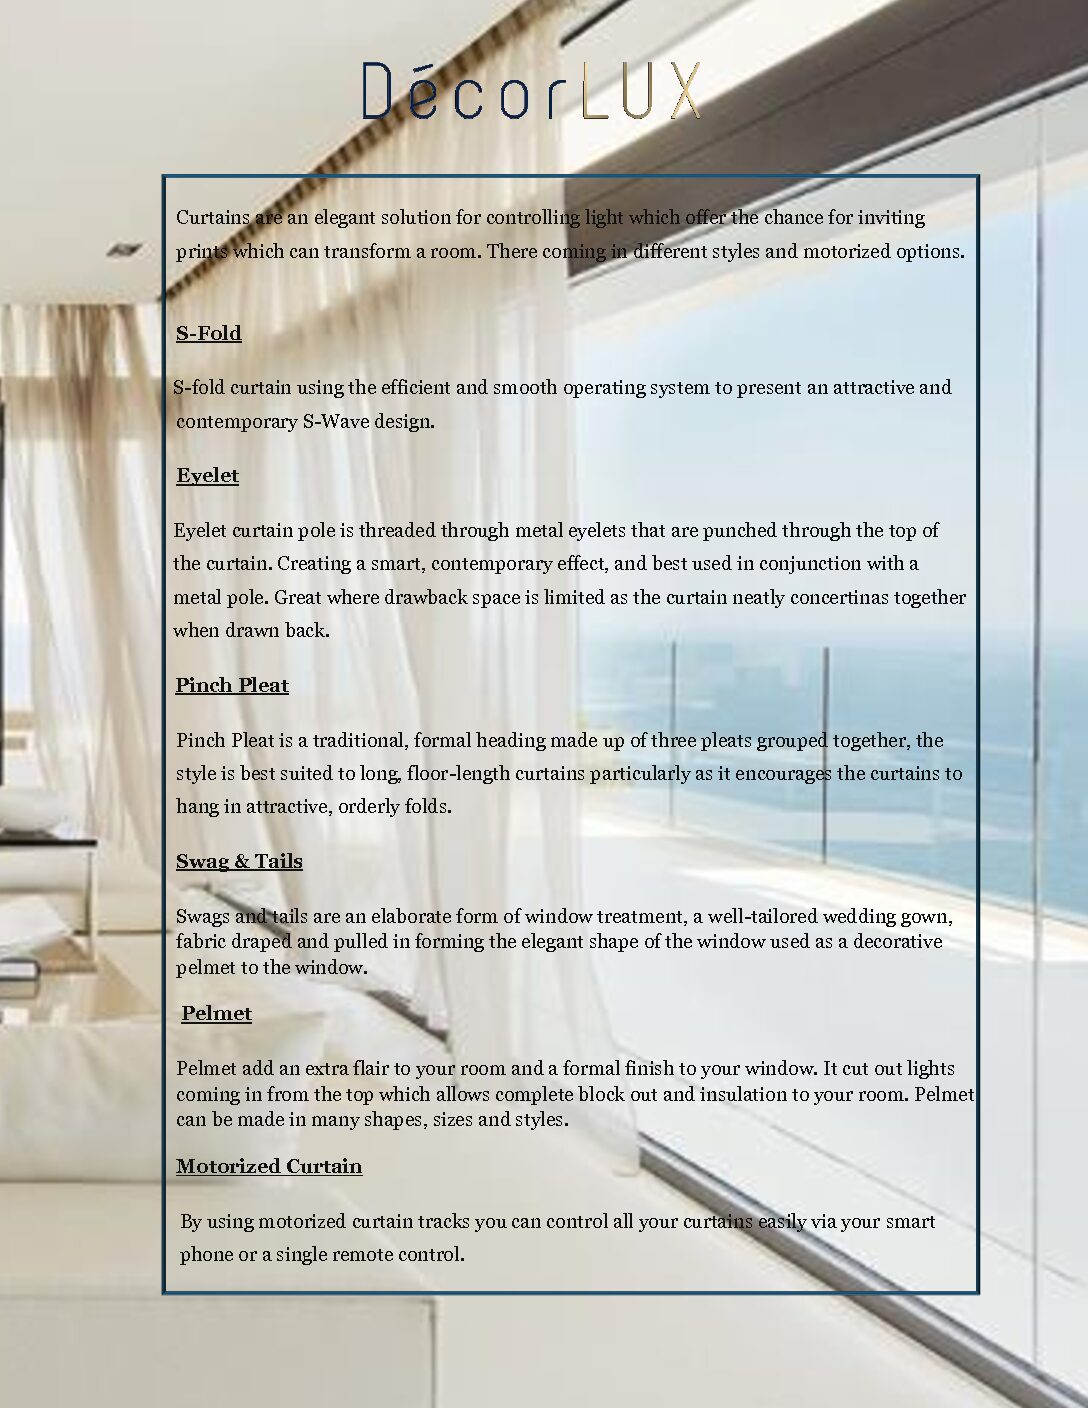 DécorLUX
Curtains are an elegant solution for controlling light which offer the chance for inviting
prints which can transform a room. There coming in different styles and motorized options.
S-Fold
S-fold curtain using the efficient and smooth operating system to present an attractive and
contemporary S-Wave design.
Eyelet
Eyelet curtain pole is threaded through metal eyelets that are punched through the top of
the curtain. Creating a smart, contemporary effect, and best used in conjunction with a
metal pole. Great where drawback space is limited as the curtain neatly concertinas together
when drawn back.
Pinch Pleat
Pinch Pleat is a traditional, formal heading made up of three pleats grouped together, the
style is best suited to long, floor-length curtains particularly as it encourages the curtains to
hang in attractive, orderly folds.
Swag & Tails
Swags and tails are an elaborate form of window treatment, a well-tailored wedding gown,
fabric draped and pulled in forming the elegant shape of the window used as a decorative
pelmet to the window.
Pelmet
Pelmet add an extra flair to your room and a formal finish to your window. It cut out lights
coming in from the top which allows complete block out and insulation to your room. Pelmet
can be made in many shapes, sizes and styles.
Motorized Curtain
By using motorized curtain tracks you can control all your curtains easily via your smart
phone or a single remote control.